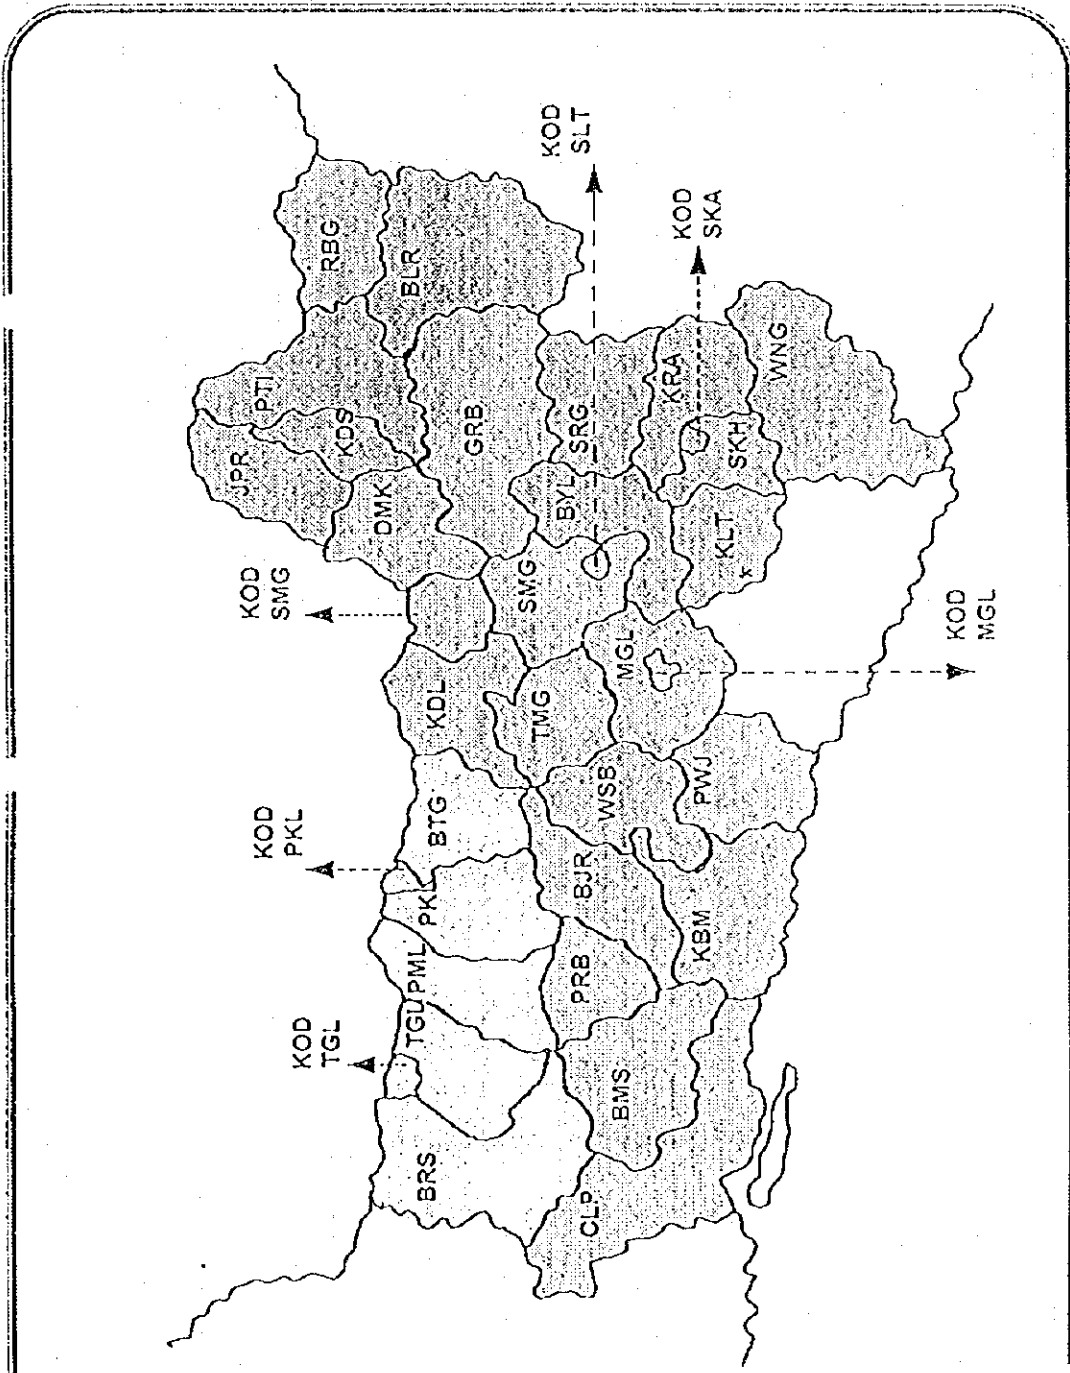 JPR
PTI
KOD
SMG
KOD
PKL
KOD
TGL
RBG
KDS
DMK
BLR
BRS
TGL
PML
PKL
BTG
KDL
GRB
SMG
TMG
KOD
SLT
BYL
SRG
PRB
BJR
CLP
WSB
BMS
MGL
KRA
KOD
SKA
KBM
PWJ
KLT
SKH
WNG
KOD
MGL